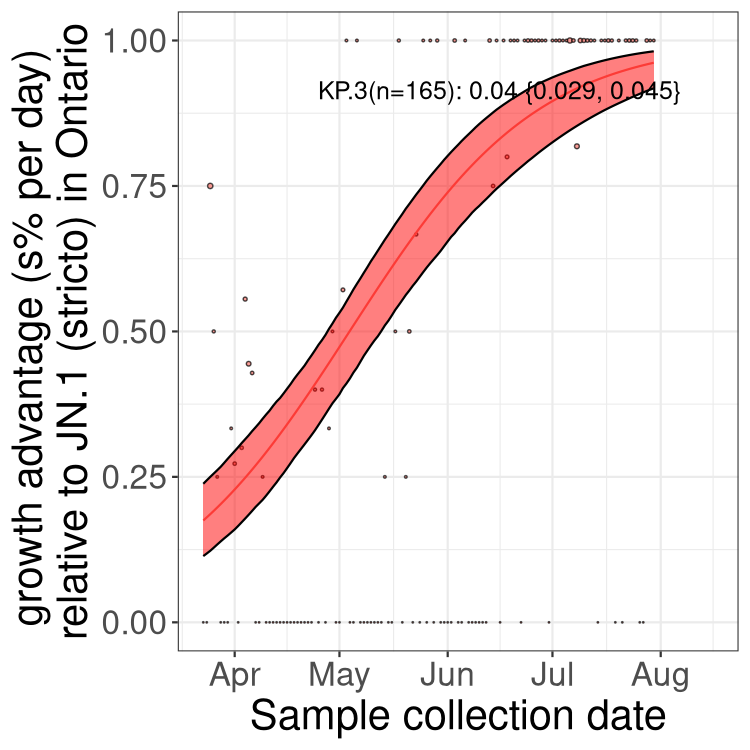 growth advantage (s% per day)
relative to JN.1 (stricto) in Ontario
1.00
0.75
0.50
0.25
0.00
KP.3(n=165): 0.04 {0.029, 0.045}
Apr May Jun Jul Aug
Sample collection date